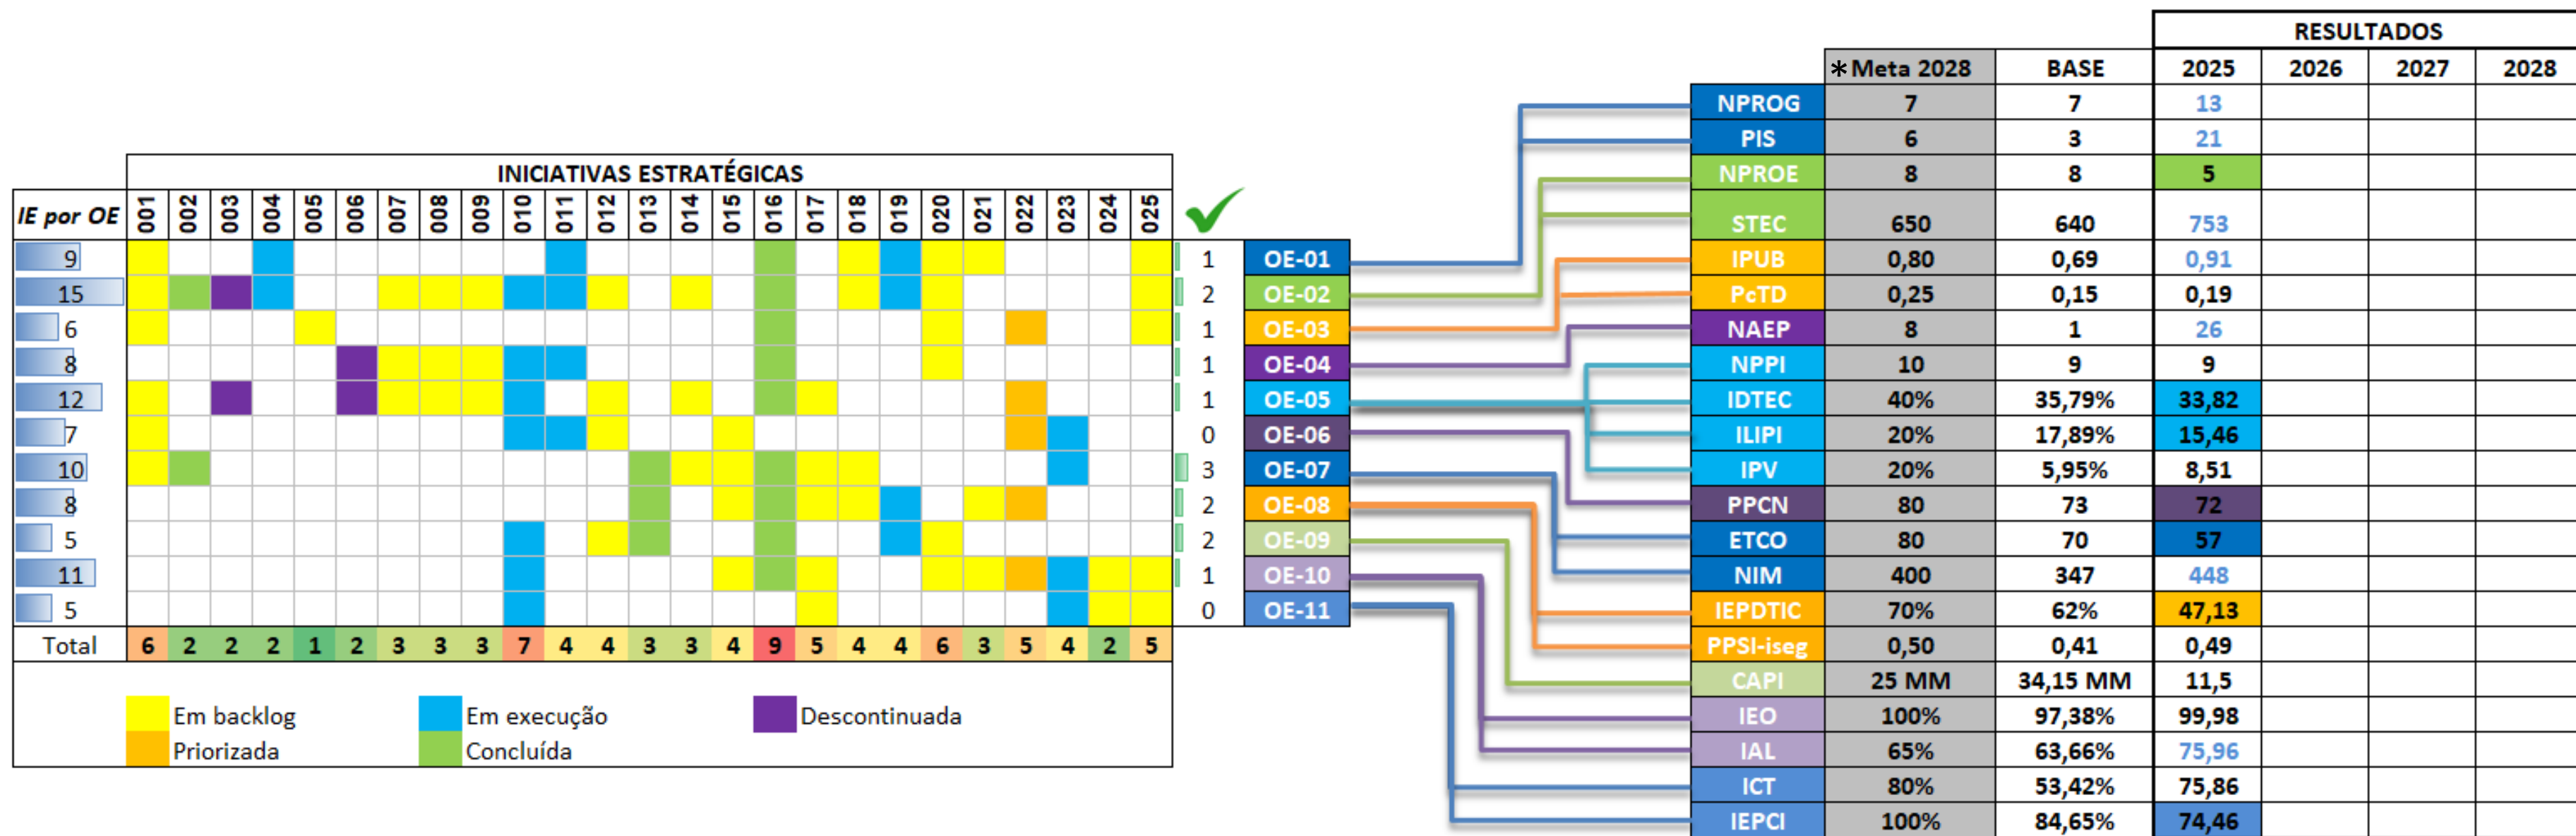 RESULTADOS
*Meta 2028 BASE 2025 2026 2027 2028
NPROG 7 7 13
PIS 6 3 21
NPROE 8 8 5
STEC 650 640 753
IPUB 0,80 0,69 0,91
PcTD 0,25 0,15 0,19
NAEP 8 1 26
NPPI 10 9 9
IDTEC 40% 35,79% 33,82
ILIPI 20% 17,89% 15,46
IPV 20% 5,95% 8,51
PPCN 80 73 72
ETCO 80 70 57
NIM 400 347 448
IEPDTIC 70% 62% 47,13
PPSI-iseg 0,50 0,41 0,49
CAPI 25 MM 34,15 MM 11,5
IEO 100% 97,38% 99,98
IAL 65% 63,66% 75,96
ICT 80% 53,42% 75,86
IEPCI 100% 84,65% 74,46
INICIATIVAS ESTRATÉGICAS
IE por OE 001 002 003 004 005 006 007 008 009 010 011 012 013 014 015 016 017 018 019 020 021 022 023 024 025
9 1 OE-01
15 2 OE-02
6 1 OE-03
8 1 OE-04
12 1 OE-05
7 0 OE-06
10 3 OE-07
8 2 OE-08
5 2 OE-09
11 1 OE-10
5 0 OE-11
Total 6 2 2 2 1 2 3 3 3 7 4 4 3 3 4 9 5 4 4 6 3 5 4 2 5
Em backlog Em execução Descontinuada
Priorizada Concluída